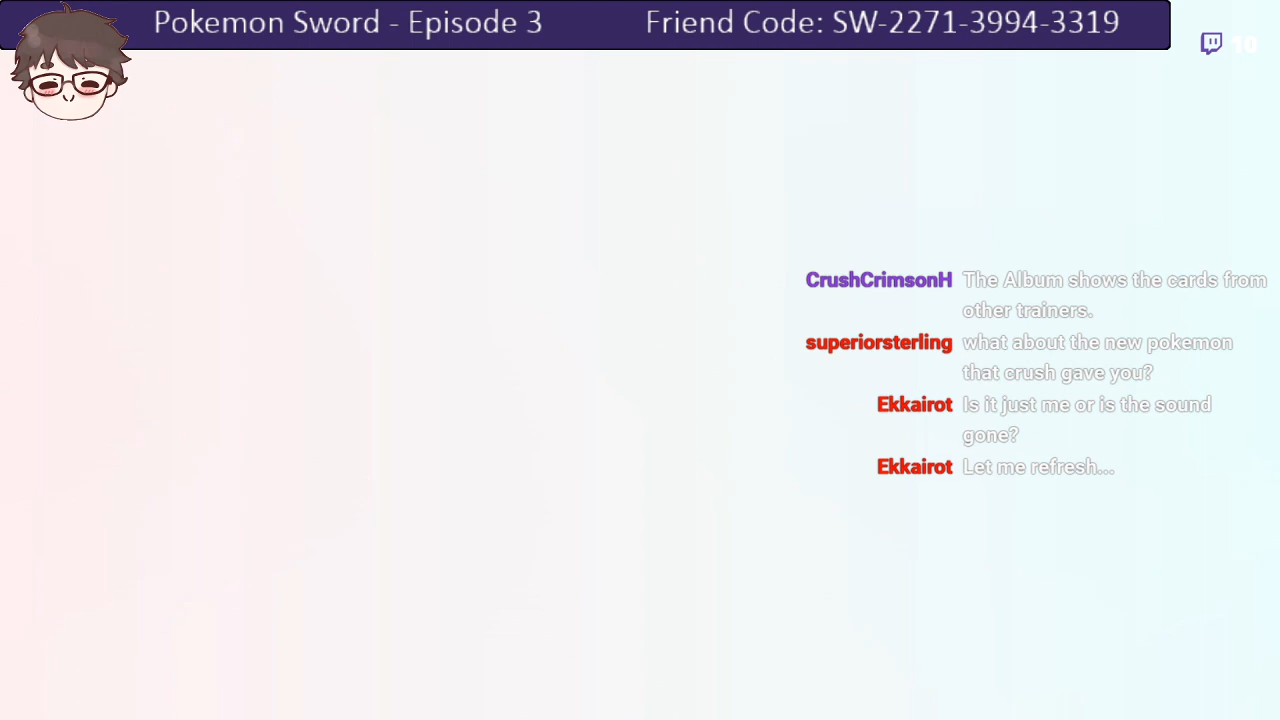 Pokemon Sword - Episode 3 Friend Code: SW-2271-3994-3319
10
CrushCrimsonH The Album shows the cards from
other trainers.
superiorsterling what about the new pokemon
that crush gave you?
Ekkairot Is it just me or is the sound
gone?
Ekkairot Let me refresh...